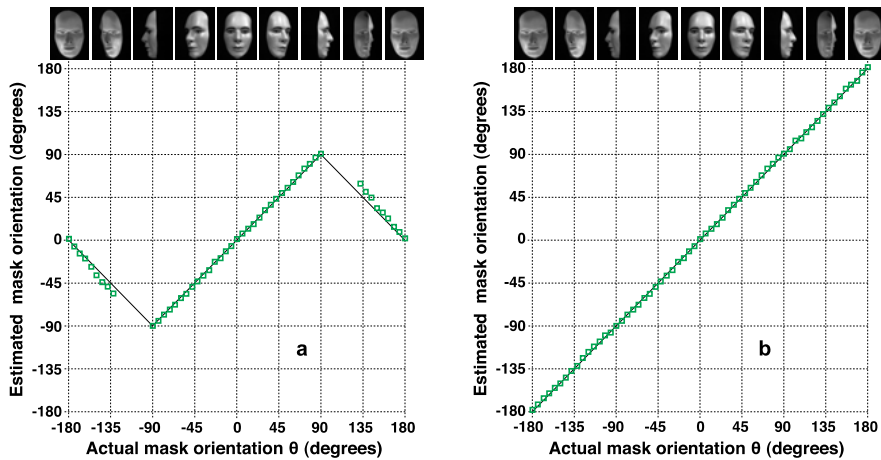 Estimated mask orientation (degrees)
180
135
90
45
0
-45
-90
-135
-180
a
-180 -135 -90 -45 0 45 90 135 180
Actual mask orientation θ (degrees)
Estimated mask orientation (degrees)
180
135
90
45
0
-45
-90
-135
-180
b
-180 -135 -90 -45 0 45 90 135 180
Actual mask orientation θ (degrees)